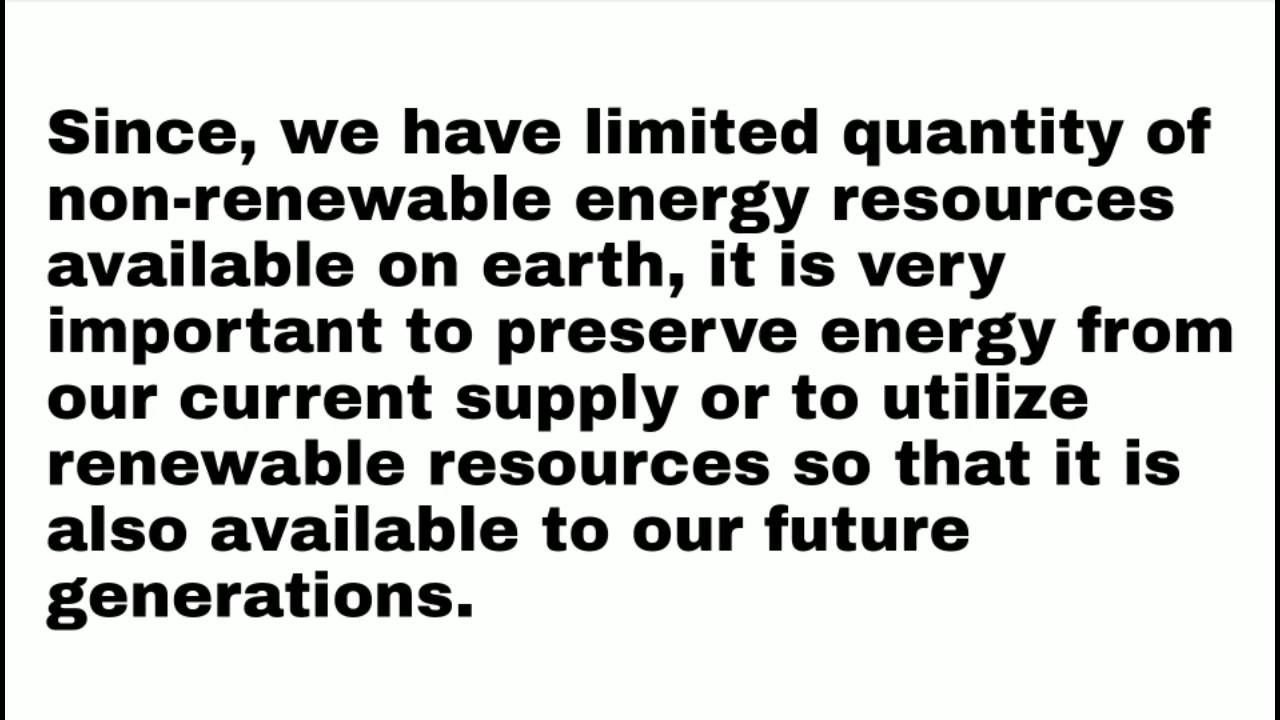 Since, we have limited quantity of
non-renewable energy resources
available on earth, it is very
important to preserve energy from
our current supply or to utilize
renewable resources so that it is
also available to our future
generations.